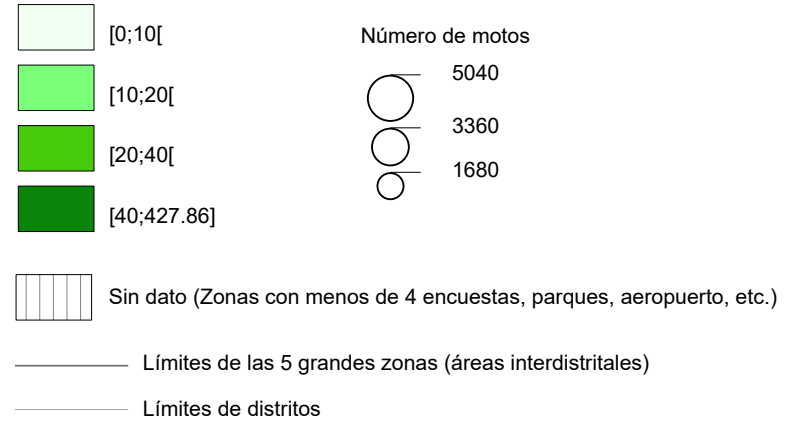 [0;10[
[10;20[
[20;40[
[40;427.86]
Número de motos
5040
3360
1680
Sin dato (Zonas con menos de 4 encuestas, parques, aeropuerto, etc.)
Límites de las 5 grandes zonas (áreas interdistritales)
Límites de distritos